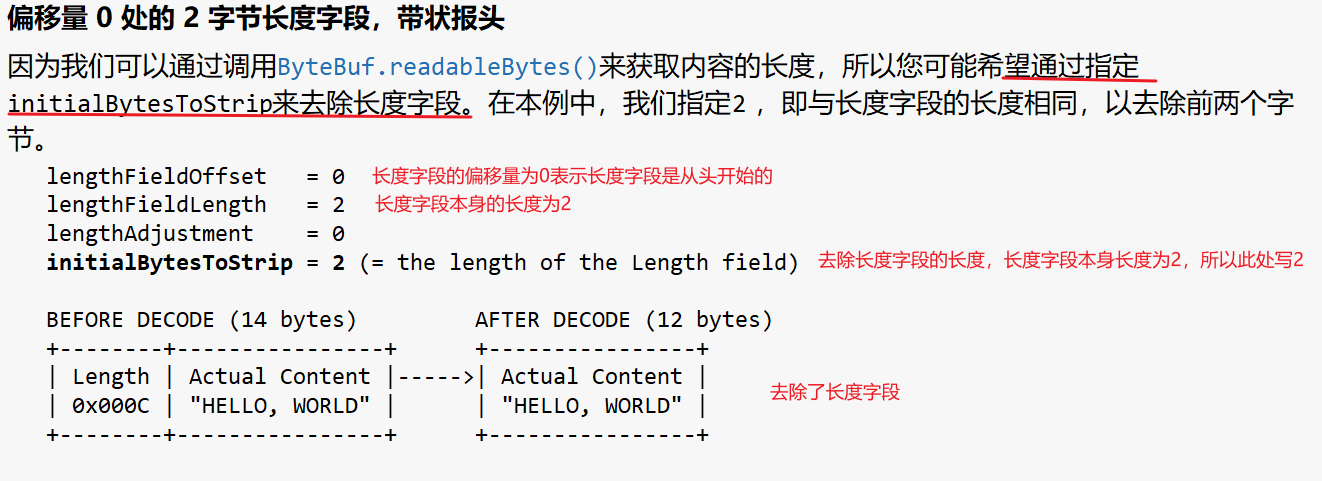 偏移量 0 处的 2 字节长度字段，带状报头
因为我们可以通过调用ByteBuf.readableBytes()来获取内容的长度，所以您可能希望通过指定
initialBytesToStrip来去除长度字段。在本例中，我们指定2 ，即与长度字段的长度相同，以去除前两个字
节。
lengthFieldOffset   = 0 长度字段的偏移量为0表示长度字段是从头开始的
lengthFieldLength   = 2 长度字段本身的长度为2
lengthAdjustment    = 0
initialBytesToStrip = 2 (= the length of the Length field) 去除长度字段的长度，长度字段本身长度为2，所以此处写2
BEFORE DECODE (14 bytes)         AFTER DECODE (12 bytes)
+--------+----------------+      +----------------+
| Length | Actual Content |----->| Actual Content | 去除了长度字段
| 0x000C | "HELLO, WORLD" |      | "HELLO, WORLD" |
+--------+----------------+      +----------------+